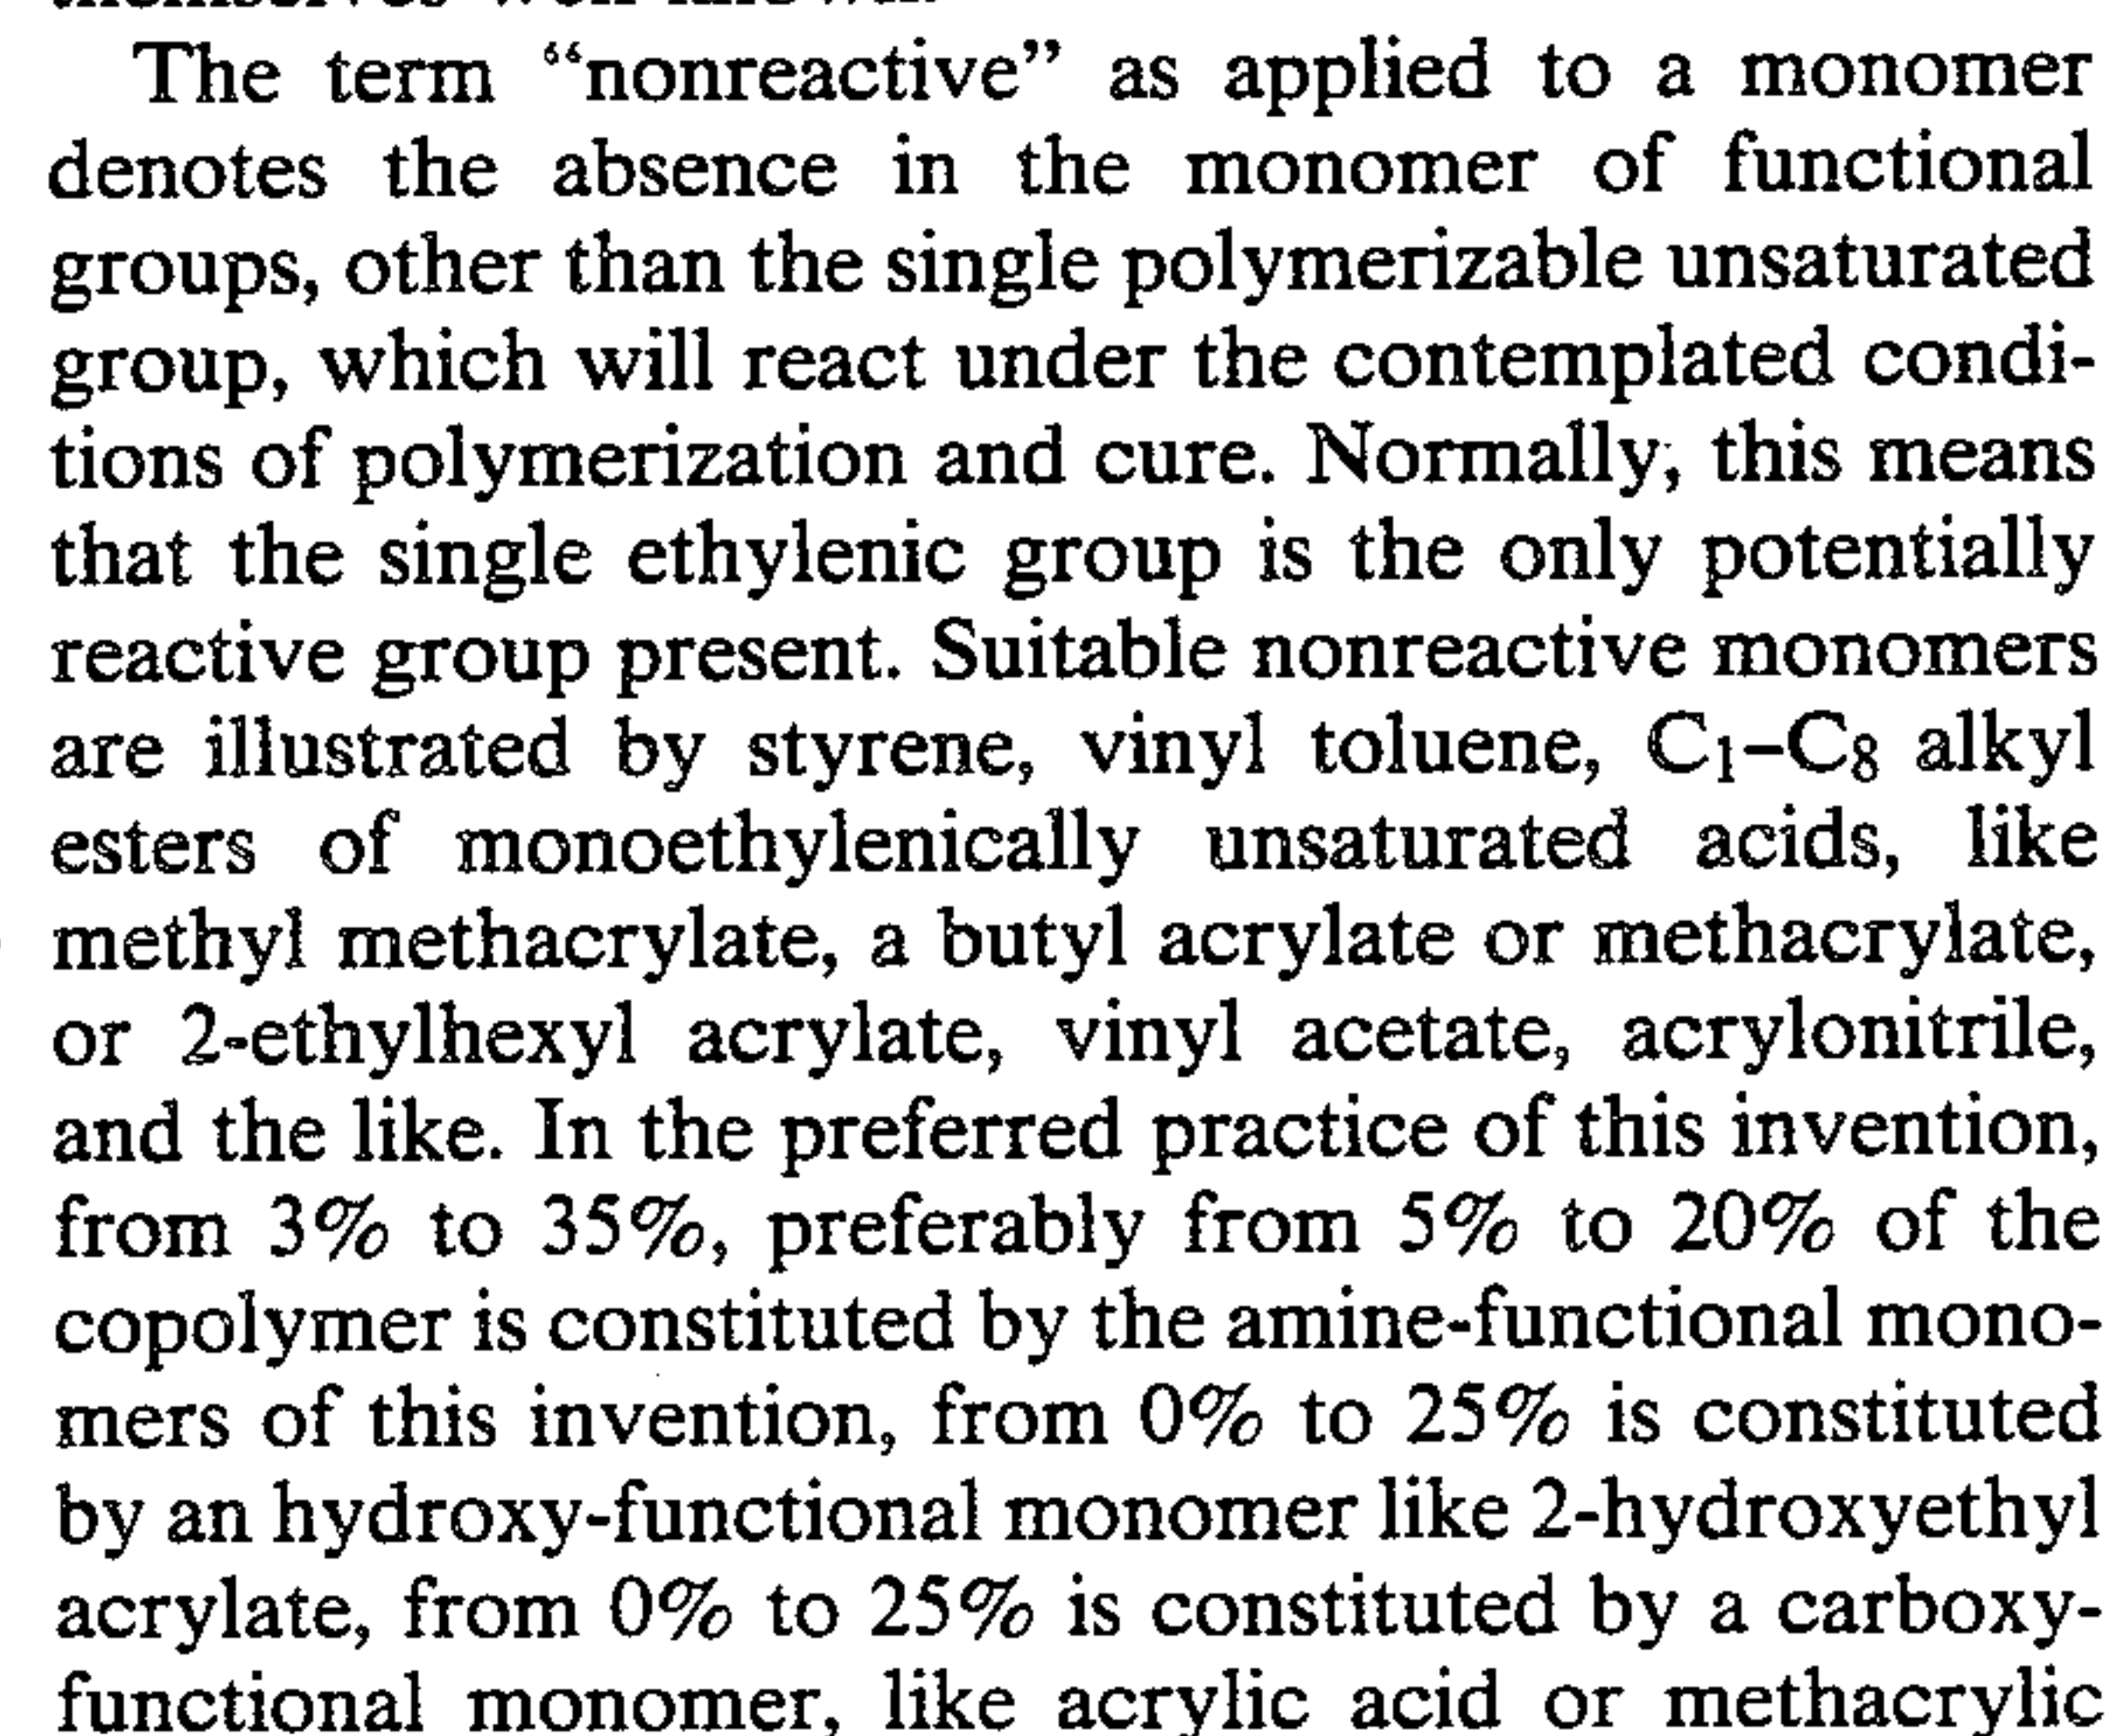 The term “nonreactive” as applied to a monomer
denotes the absence in the monomer of functional
groups, other than the single polymerizable unsaturated
group, which will react under the contemplated condi-
tions of polymerization and cure. Normally, this means
that the single ethylenic group is the only potentially
reactive group present. Suitable nonreactive monomers
are illustrated by styrene, vinyl toluene, C₁–C₈ alkyl
esters of monoethylenically unsaturated acids, like
methyl methacrylate, a butyl acrylate or methacrylate,
or 2-ethylhexyl acrylate, vinyl acetate, acrylonitrile,
and the like. In the preferred practice of this invention,
from 3% to 35%, preferably from 5% to 20% of the
copolymer is constituted by the amine-functional mono-
mers of this invention, from 0% to 25% is constituted
by an hydroxy-functional monomer like 2-hydroxyethyl
acrylate, from 0% to 25% is constituted by a carboxy-
functional monomer, like acrylic acid or methacrylic